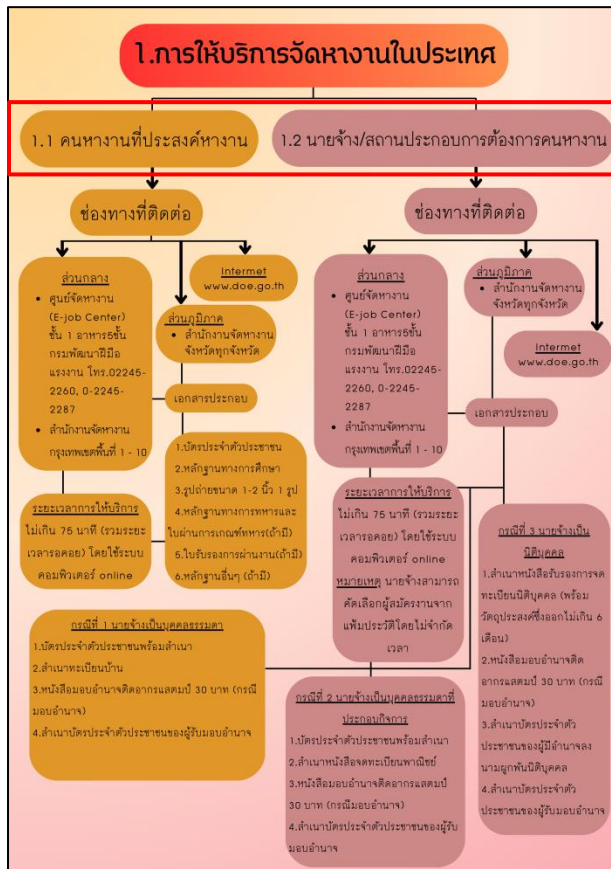 1.การให้บริการจัดหางานในประเทศ
1.1 คนหางานที่ประสงค์หางาน
1.2 นายจ้าง/สถานประกอบการต้องการคนหางาน
ช่องทางที่ติดต่อ
ส่วนกลาง
ศูนย์จัดหางาน
(E-job Center)
ชั้น 1 อาหาร5ชั้น
กรมพัฒนาฝีมือ
แรงงาน โทร.02245-
2260, 0-2245-
2287
สำนักงานจัดหางาน
กรุงเทพเขตพื้นที่ 1 - 10
ส่วนภูมิภาค
สำนักงานจัดหางาน
จังหวัดทุกจังหวัด
Internet
www.doe.go.th
เอกสารประกอบ
1.บัตรประจำตัวประชาชน
2.หลักฐานทางการศึกษา
3.รูปถ่ายขนาด 1-2 นิ้ว 1 รูป
4.หลักฐานทางการทหารและ
ใบผ่านการเกณฑ์ทหาร(ถ้ามี)
5.ใบรับรองการผ่านงาน(ถ้ามี)
6.หลักฐานอื่นๆ (ถ้ามี)
ระยะเวลาการให้บริการ
ไม่เกิน 75 นาที (รวมระยะ
เวลารอคอย) โดยใช้ระบบ
คอมพิวเตอร์ online
ช่องทางที่ติดต่อ
ส่วนกลาง
ศูนย์จัดหางาน
(E-job Center)
ชั้น 1 อาหาร5ชั้น
กรมพัฒนาฝีมือ
แรงงาน โทร.02245-
2260, 0-2245-
2287
สำนักงานจัดหางาน
กรุงเทพเขตพื้นที่ 1 - 10
ส่วนภูมิภาค
สำนักงานจัดหางาน
จังหวัดทุกจังหวัด
Internet
www.doe.go.th
เอกสารประกอบ
ระยะเวลาการให้บริการ
ไม่เกิน 75 นาที (รวมระยะ
เวลารอคอย) โดยใช้ระบบ
คอมพิวเตอร์ online
หมายเหตุ นายจ้างสามารถ
คัดเลือกผู้สมัครงานจาก
แฟ้มประวัติโดยไม่จำกัด
เวลา
กรณีที่ 1 นายจ้างเป็นบุคคลธรรมดา
1.บัตรประจำตัวประชาชนพร้อมสำเนา
2.สำเนาทะเบียนบ้าน
3.หนังสือมอบอำนาจติดอากรแสตมป์ 30 บาท (กรณี
มอบอำนาจ)
4.สำเนาบัตรประจำตัวประชาชนของผู้รับมอบอำนาจ
กรณีที่ 2 นายจ้างเป็นบุคคลธรรมดาที่
ประกอบกิจการ
1.บัตรประจำตัวประชาชนพร้อมสำเนา
2.สำเนาหนังสือจดทะเบียนพาณิชย์
3.หนังสือมอบอำนาจติดอากรแสตมป์
30 บาท (กรณีมอบอำนาจ)
4.สำเนาบัตรประจำตัวประชาชนของผู้รับ
มอบอำนาจ
กรณีที่ 3 นายจ้างเป็น
นิติบุคคล
1.สำเนาหนังสือรับรองการจด
ทะเบียนนิติบุคคล (พร้อม
วัตถุประสงค์ซึ่งออกไม่เกิน 6
เดือน)
2.หนังสือมอบอำนาจติด
อากรแสตมป์ 30 บาท (กรณี
มอบอำนาจ)
3.สำเนาบัตรประจำตัว
ประชาชนของผู้มีอำนาจลง
นามผูกพันนิติบุคคล
4.สำเนาบัตรประจำตัว
ประชาชนของผู้รับมอบอำนาจ